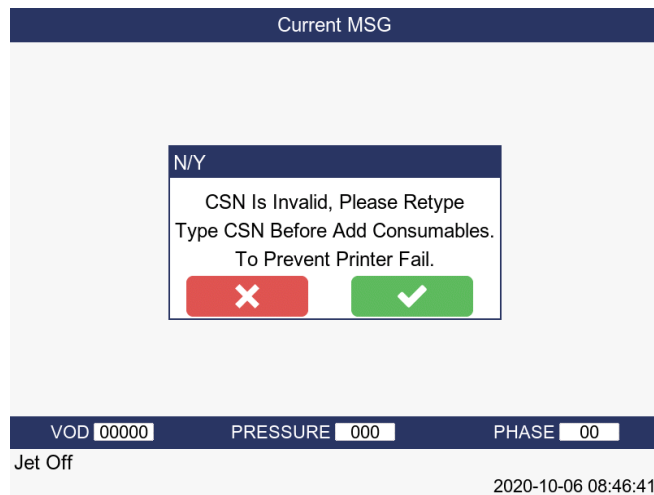 Current MSG
N/Y
CSN Is Invalid, Please Retype
Type CSN Before Add Consumables.
To Prevent Printer Fail.
VOD 00000 PRESSURE 000 PHASE 00
Jet Off
2020-10-06 08:46:41